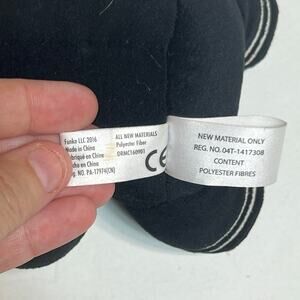 Funko LLC 2016
Made in China
Fabriqué en Chine
en China
REG. NO. PA-17974(CN)
ALL NEW MATERIALS
Polyester Fiber
DRMC160901
CE
NEW MATERIAL ONLY
REG. NO. 04T-1417308
CONTENT
POLYESTER FIBRES